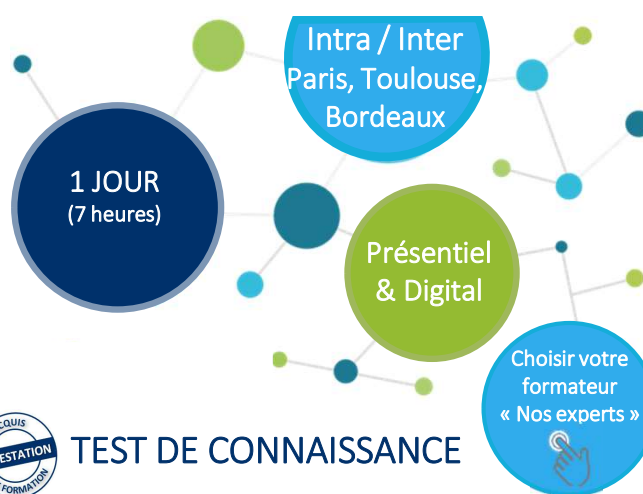 Intra / Inter
Paris, Toulouse,
Bordeaux
1 JOUR
(7 heures)
Présentiel
& Digital
Choisir votre
formateur
« Nos experts »
TEST DE CONNAISSANCE